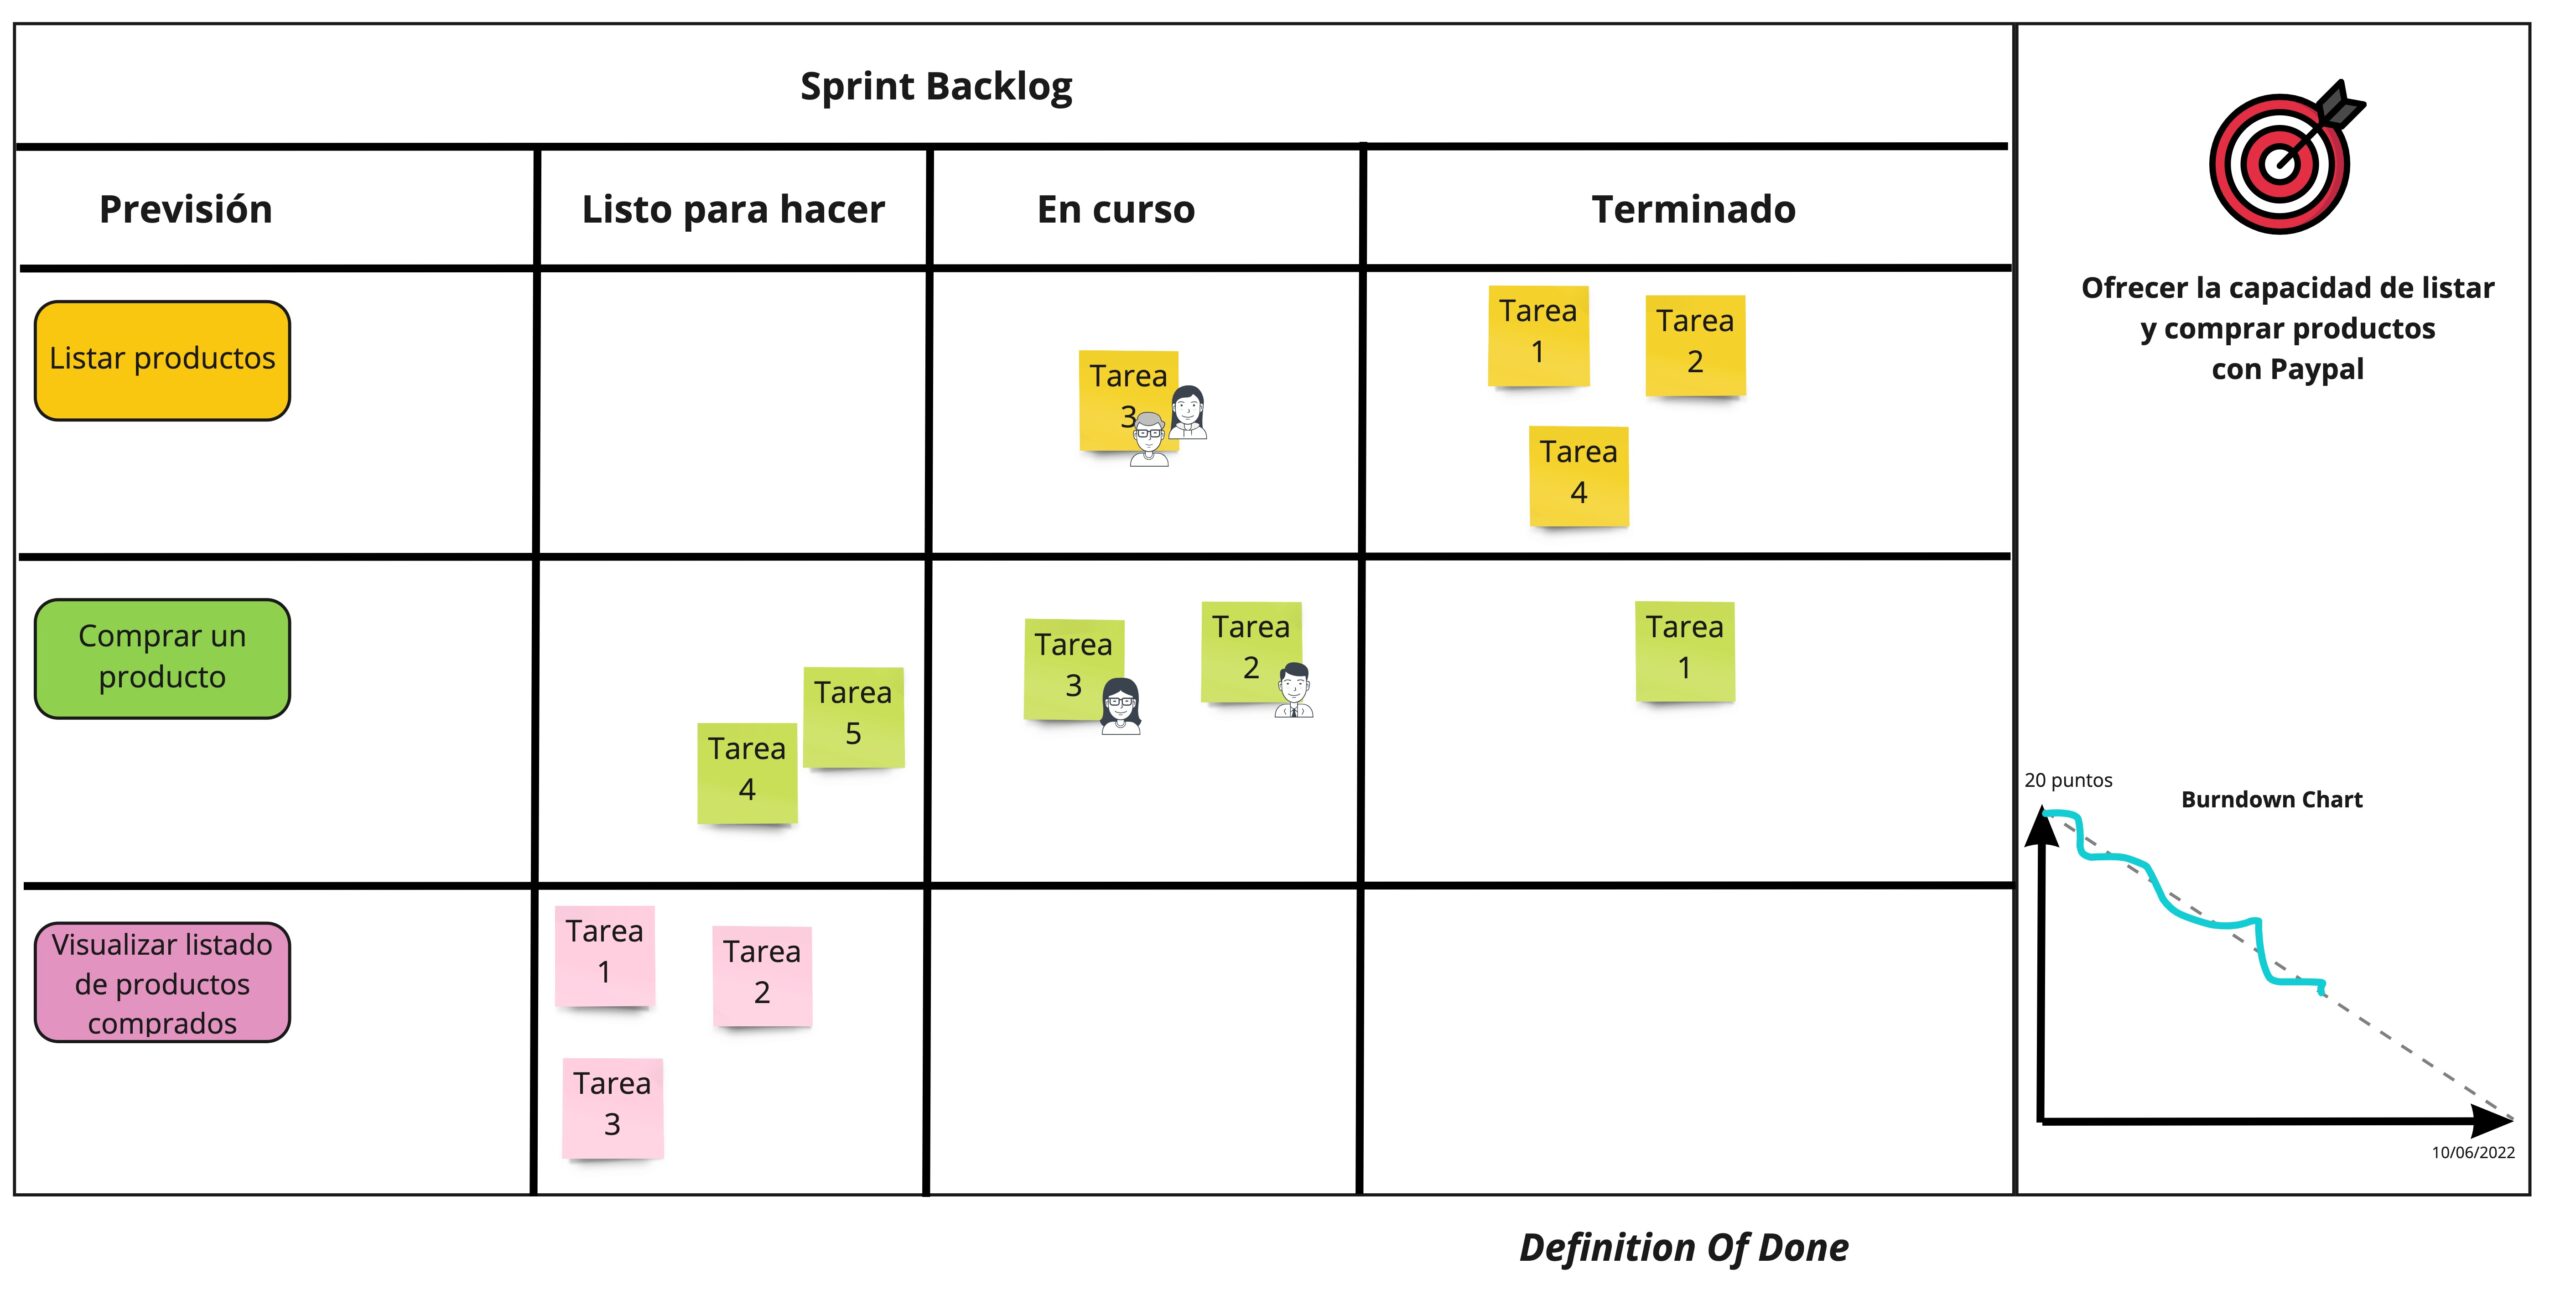 Sprint Backlog
Previsión
Listo para hacer
En curso
Terminado
Listar productos
Tarea
3
Tarea
1
Tarea
2
Tarea
4
Comprar un
producto
Tarea
4
Tarea
5
Tarea
3
Tarea
2
Tarea
1
Visualizar listado
de productos
comprados
Tarea
1
Tarea
2
Tarea
3
Ofrecer la capacidad de listar
y comprar productos
con Paypal
20 puntos
Burndown Chart
10/06/2022
Definition Of Done